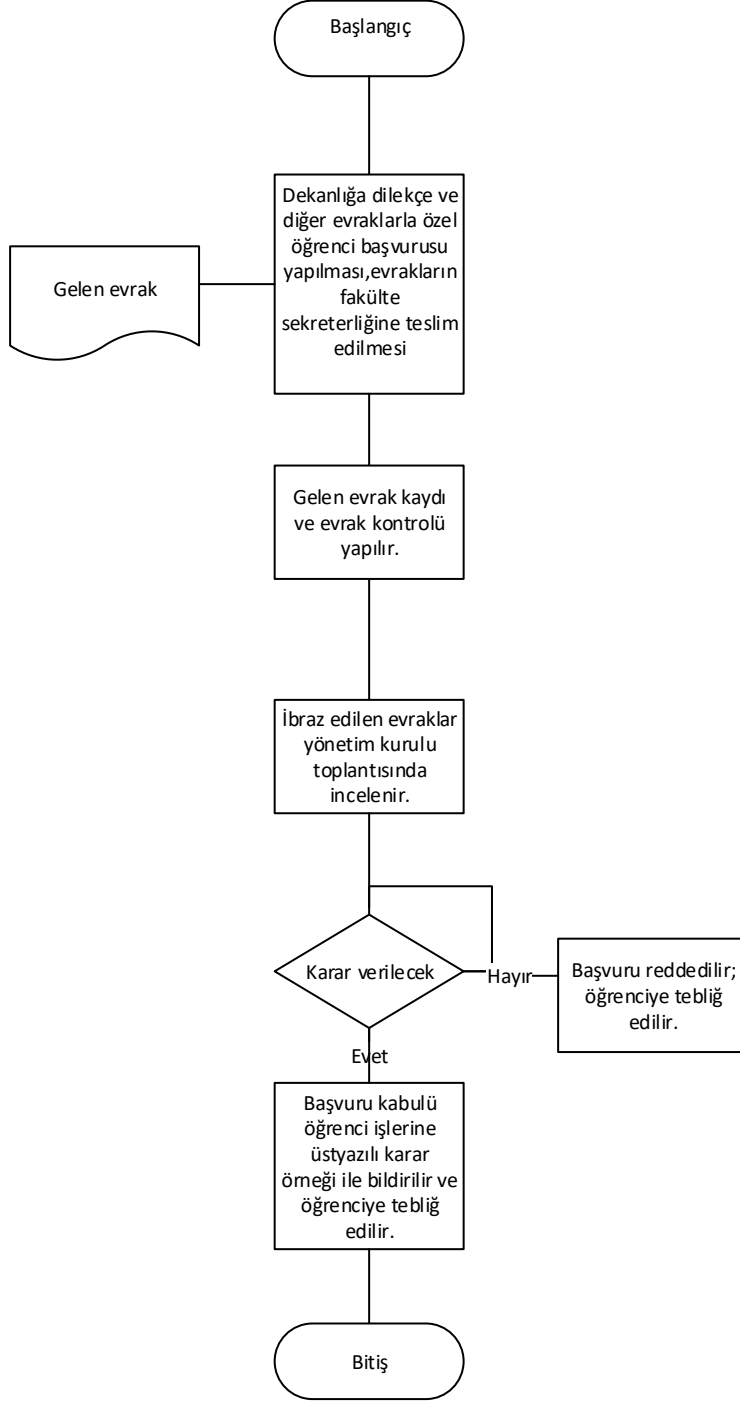 Başlangıç
Dekanlığa dilekçe ve
diğer evraklarla özel
öğrenci başvurusu
yapılması,evrakların
fakülte
sekreterliğine teslim
edilmesi
Gelen evrak
Gelen evrak kaydı
ve evrak kontrolü
yapılır.
İbraz edilen evraklar
yönetim kurulu
toplantısında
incelenir.
Karar verilecek
Hayır
Başvuru reddedilir;
öğrenciye tebliğ
edilir.
Evet
Başvuru kabulü
öğrenci işlerine
üstyazılı karar
örneği ile bildirilir ve
öğrenciye tebliğ
edilir.
Bitiş